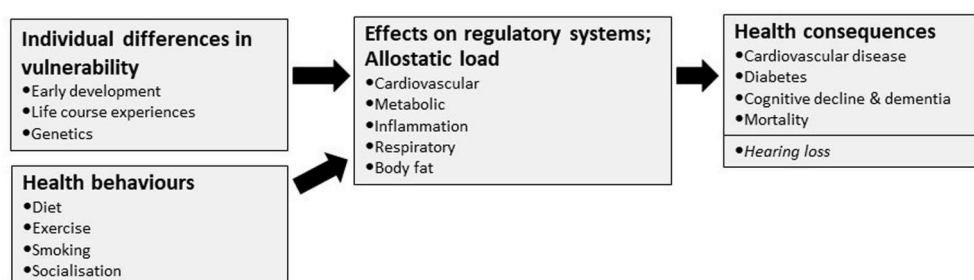 Individual differences in
vulnerability
•Early development
•Life course experiences
•Genetics
Health behaviours
•Diet
•Exercise
•Smoking
•Socialisation
Effects on regulatory systems;
Allostatic load
•Cardiovascular
•Metabolic
•Inflammation
•Respiratory
•Body fat
Health consequences
•Cardiovascular disease
•Diabetes
•Cognitive decline & dementia
•Mortality
•Hearing loss